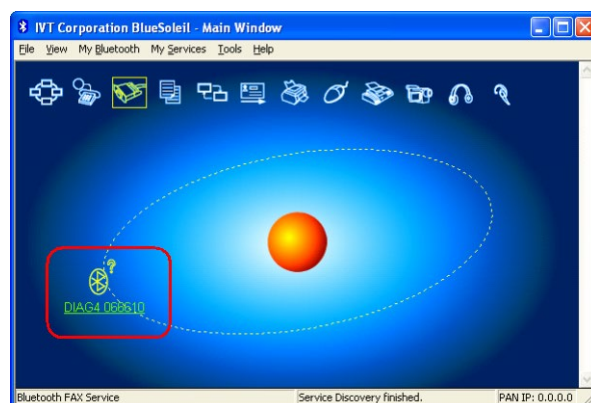 IVT Corporation BlueSoleil - Main Window
File View My Bluetooth My Services Tools Help
DIAG4 068610
Bluetooth FAX Service Service Discovery finished. PAN IP: 0.0.0.0